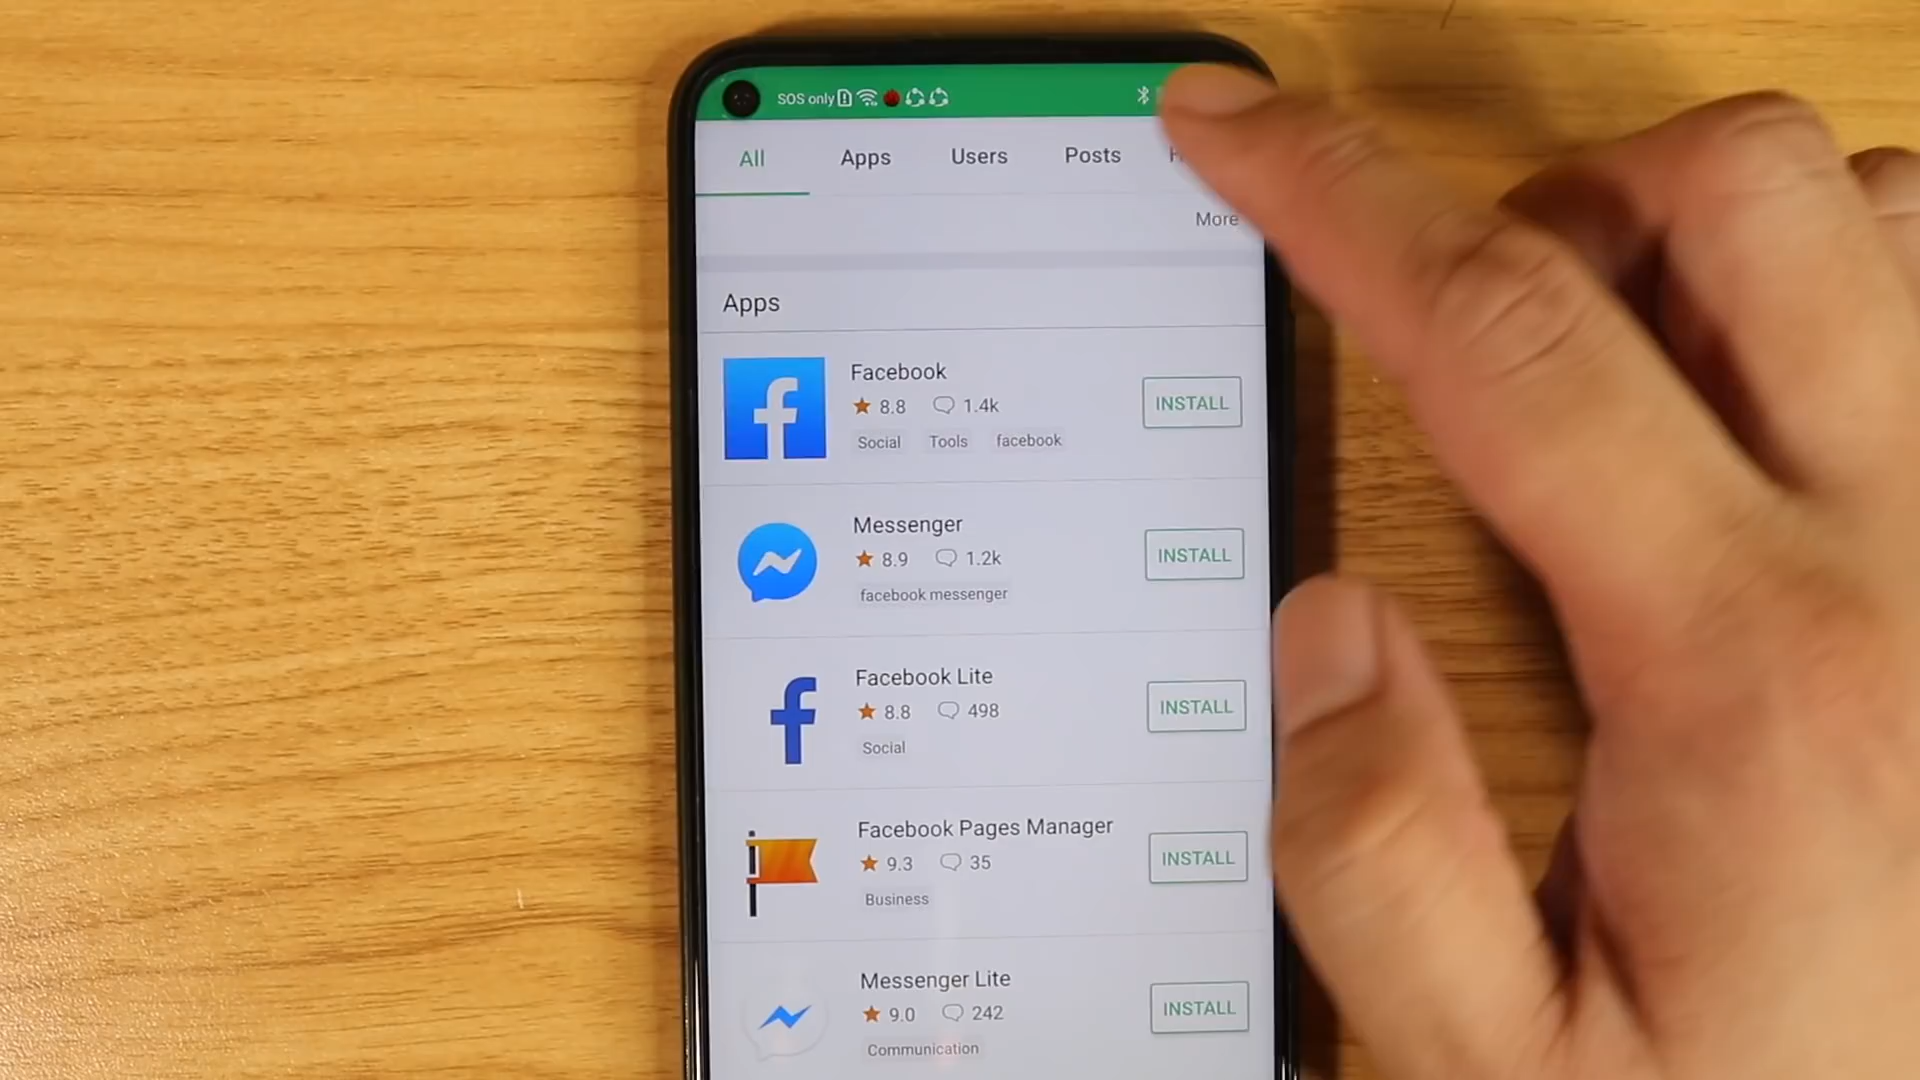 SOS only
All Apps Users Posts
More
Apps
Facebook
8.8 1.4k
Social Tools facebook
INSTALL
Messenger
8.9 1.2k
facebook messenger
INSTALL
Facebook Lite
8.8 498
Social
INSTALL
Facebook Pages Manager
9.3 35
Business
INSTALL
Messenger Lite
9.0 242
Communication
INSTALL